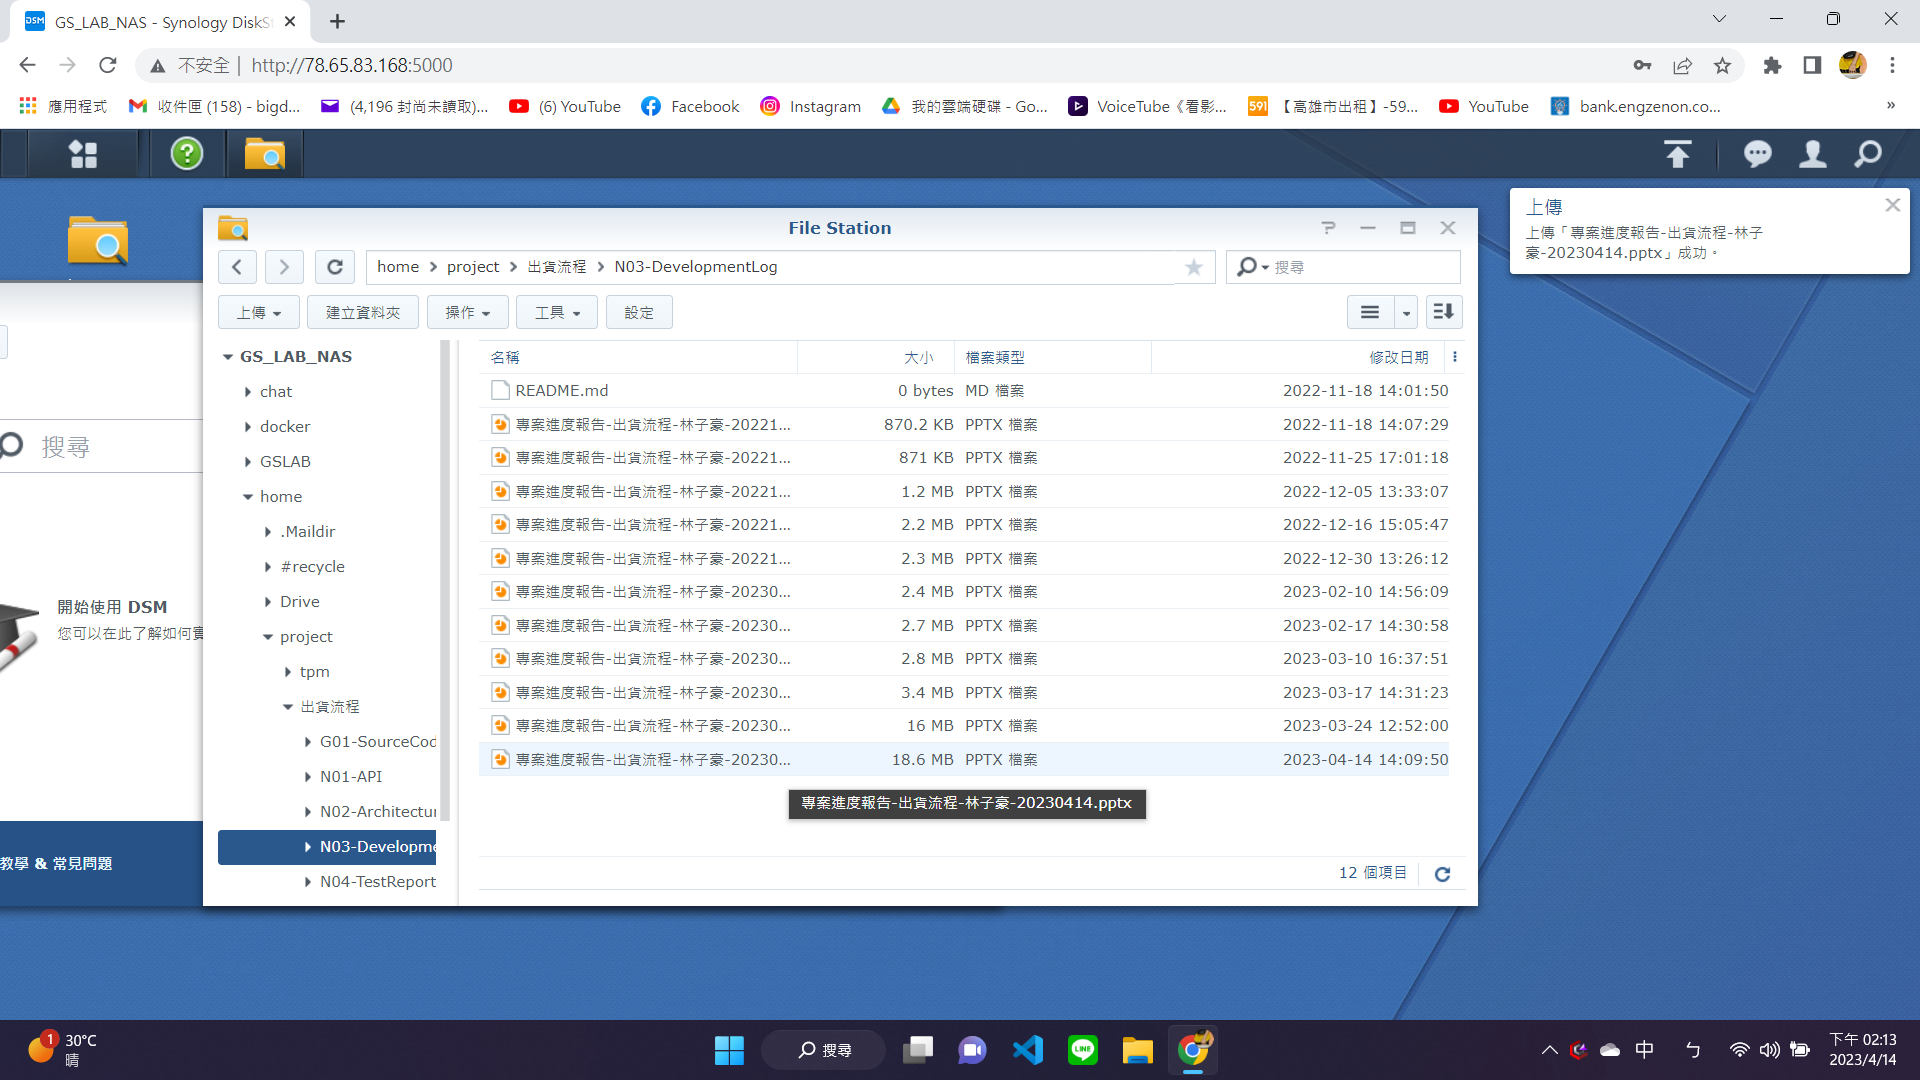 GS_LAB_NAS - Synology DiskSt
不安全 | http://78.65.83.168:5000
應用程式
收件匣 (158) - bigd...
(4,196 封尚未讀取)...
(6) YouTube
Facebook
Instagram
我的雲端硬碟 - Go...
VoiceTube《看影...
【高雄市出租】-59...
YouTube
bank.engzenon.co...
上傳
上傳「專案進度報告-出貨流程-林子
豪-20230414.pptx」成功。
File Station
home
project
出貨流程
N03-DevelopmentLog
搜尋
上傳
建立資料夾
操作
工具
設定
GS_LAB_NAS
chat
docker
GSLAB
home
.Maildir
#recycle
Drive
project
tpm
出貨流程
G01-SourceCod
N01-API
N02-Architectur
N03-Developme
N04-TestReport
名稱 大小 檔案類型 修改日期
README.md 0 bytes MD 檔案 2022-11-18 14:01:50
專案進度報告-出貨流程-林子豪-20221... 870.2 KB PPTX 檔案 2022-11-18 14:07:29
專案進度報告-出貨流程-林子豪-20221... 871 KB PPTX 檔案 2022-11-25 17:01:18
專案進度報告-出貨流程-林子豪-20221... 1.2 MB PPTX 檔案 2022-12-05 13:33:07
專案進度報告-出貨流程-林子豪-20221... 2.2 MB PPTX 檔案 2022-12-16 15:05:47
專案進度報告-出貨流程-林子豪-20221... 2.3 MB PPTX 檔案 2022-12-30 13:26:12
專案進度報告-出貨流程-林子豪-20230... 2.4 MB PPTX 檔案 2023-02-10 14:56:09
專案進度報告-出貨流程-林子豪-20230... 2.7 MB PPTX 檔案 2023-02-17 14:30:58
專案進度報告-出貨流程-林子豪-20230... 2.8 MB PPTX 檔案 2023-03-10 16:37:51
專案進度報告-出貨流程-林子豪-20230... 3.4 MB PPTX 檔案 2023-03-17 14:31:23
專案進度報告-出貨流程-林子豪-20230... 16 MB PPTX 檔案 2023-03-24 12:52:00
專案進度報告-出貨流程-林子豪-20230... 18.6 MB PPTX 檔案 2023-04-14 14:09:50
專案進度報告-出貨流程-林子豪-20230414.pptx
12 個項目
搜尋
開始使用 DSM
您可以在此了解如何
教學 & 常見問題
1
30°C
晴
搜尋
中
ㄅ
下午 02:13
2023/4/14